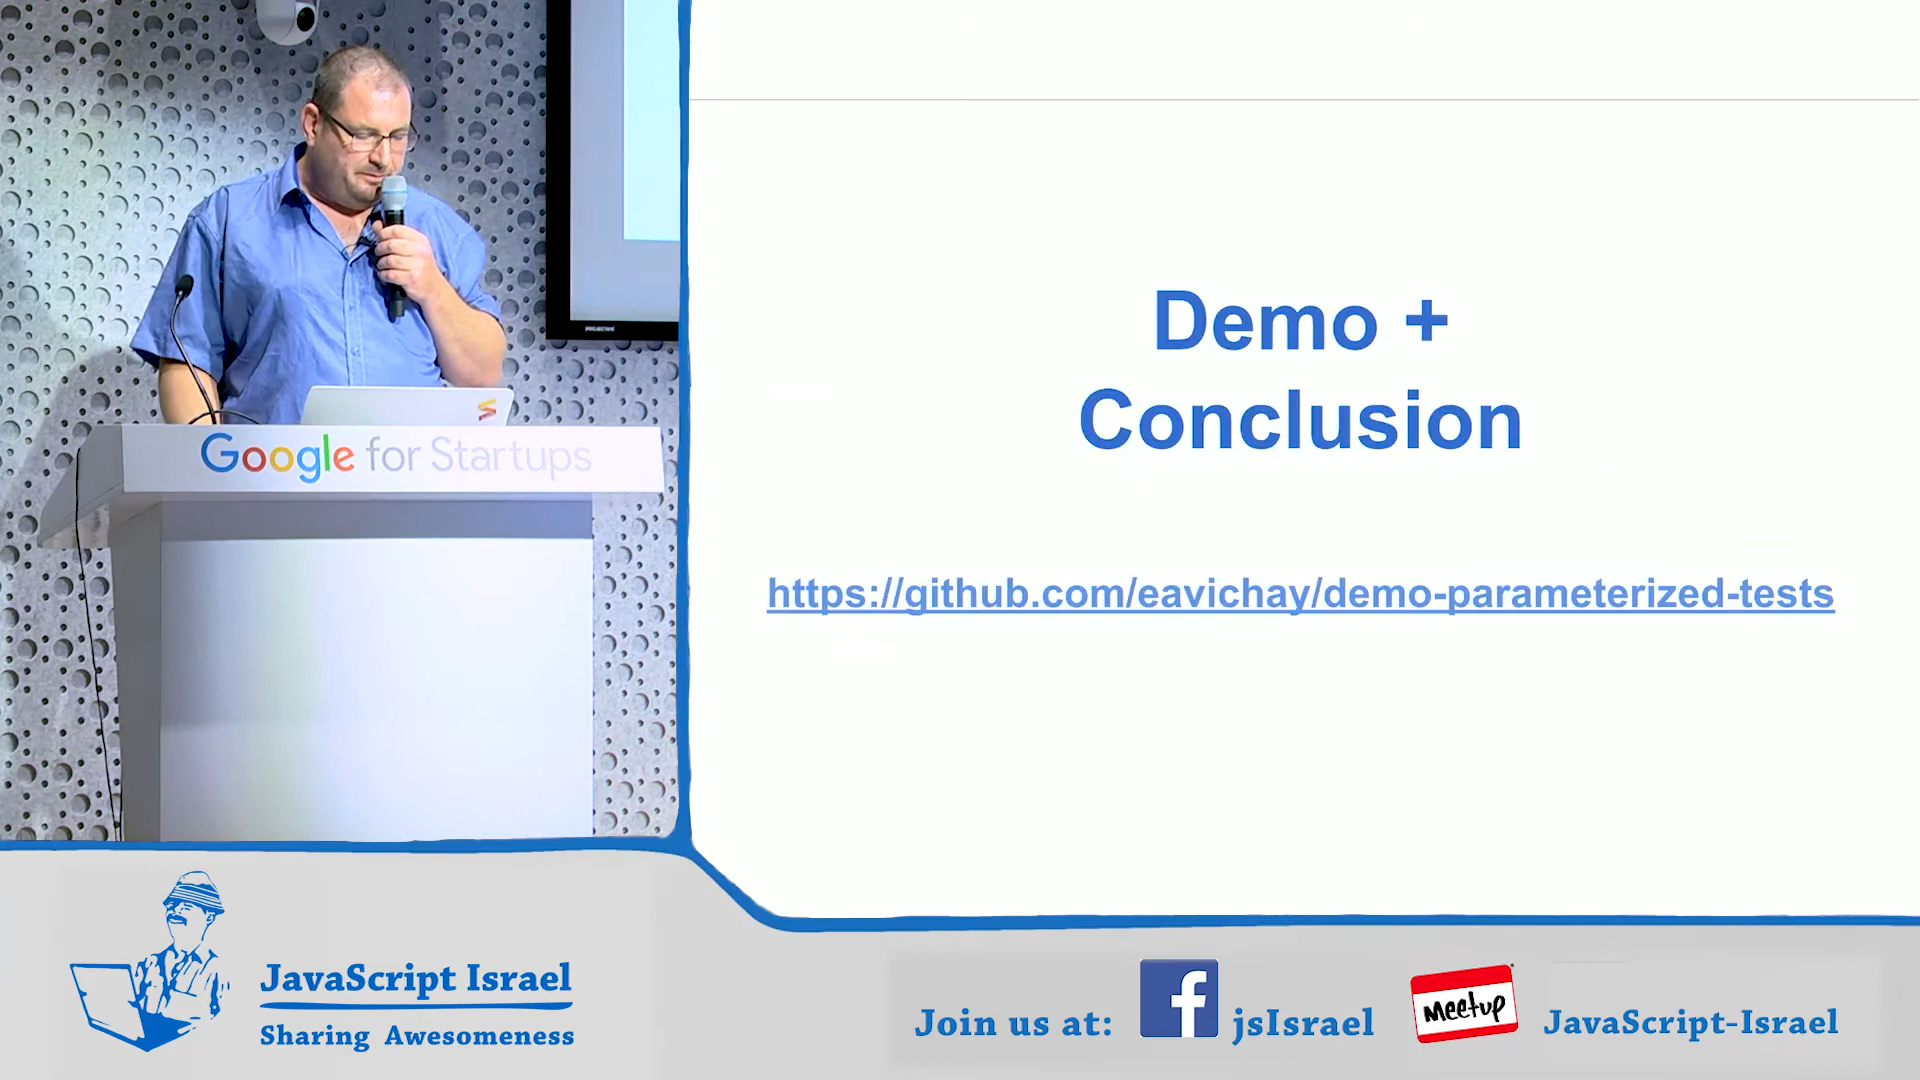 Demo +
Conclusion
https://github.com/eavichay/demo-parameterized-tests
Google for Startups
JavaScript Israel
Sharing Awesomeness
Join us at:
jsIsrael
Meetup
JavaScript-Israel